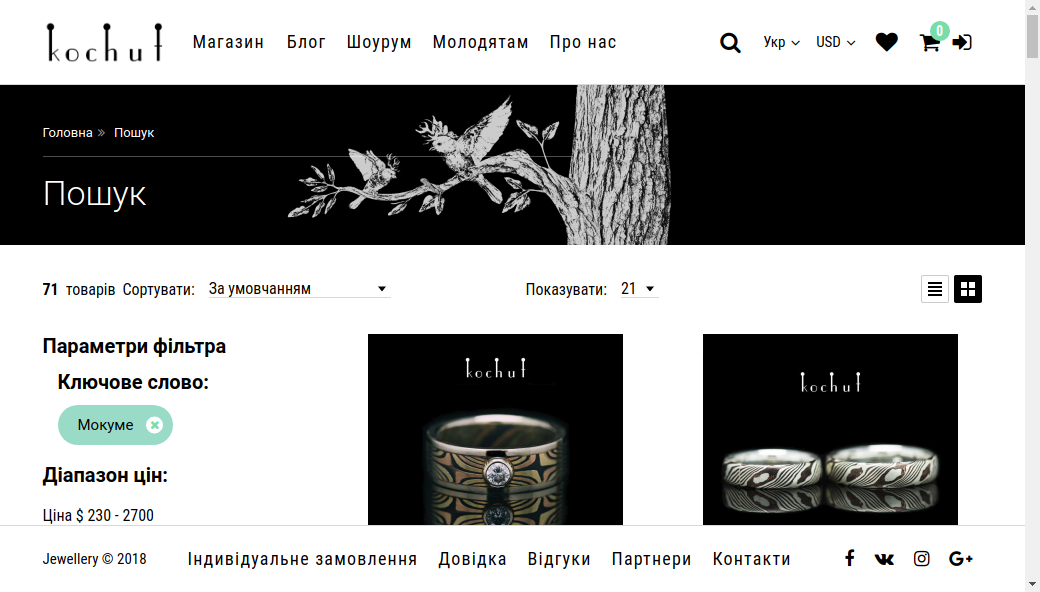 kochut Магазин Блог Шоурум Молодятам Про нас Укр USD 0
Головна » Пошук
Пошук
71 товарів Сортувати: За умовчанням Показувати: 21
Параметри фільтра
Ключове слово:
Мокуме
Діапазон цін:
Ціна $ 230 - 2700
kochut
kochut
Jewellery © 2018 Індивідуальне замовлення Довідка Відгуки Партнери Контакти